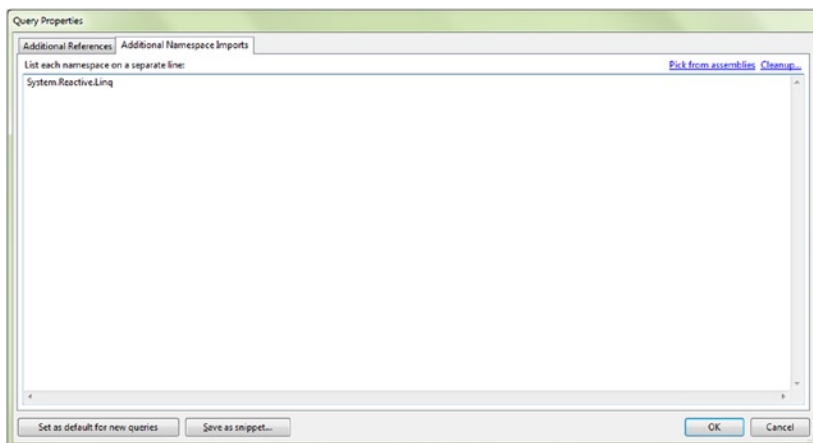 Query Properties
Additional References
Additional Namespace Imports
List each namespace on a separate line:
Pick from assemblies
Cleanup...
System.Reactive.Linq
Set as default for new queries
Save as snippet...
OK
Cancel